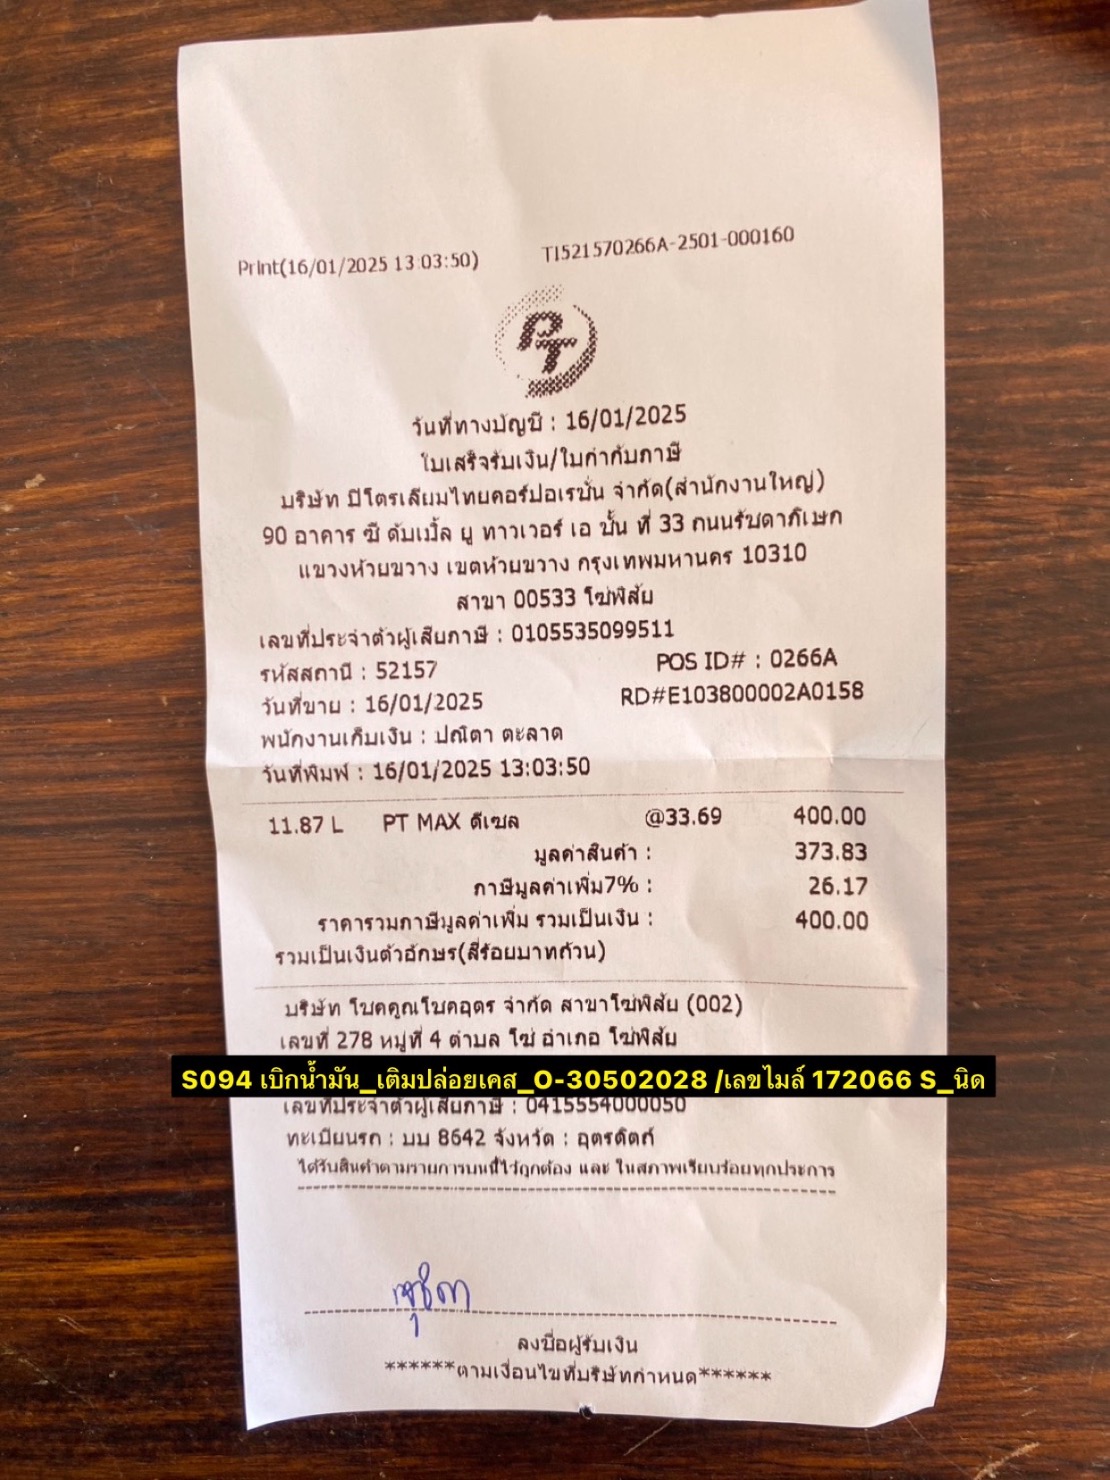 Print(16/01/2025 13:03:50) TI521570266A-2501-000160
PT
วันที่ทางบัญชี : 16/01/2025
ใบเสร็จรับเงิน/ใบกำกับภาษี
บริษัท ปิโตรเลียมไทยคอร์ปอเรชั่น จำกัด(สำนักงานใหญ่)
90 อาคาร ซี ดับเบิ้ล ยู ทาวเวอร์ เอ ชั้น ที่ 33 ถนนรัชดาภิเษก
แขวงห้วยขวาง เขตห้วยขวาง กรุงเทพมหานคร 10310
สาขา 00533 โซ่พิสัย
เลขที่ประจำตัวผู้เสียภาษี : 0105535099511
รหัสสถานี : 52157 POS ID# : 0266A
วันที่ขาย : 16/01/2025 RD#E103800002A0158
พนักงานเก็บเงิน : ปณิตา ตะลาด
วันที่พิมพ์ : 16/01/2025 13:03:50
11.87 L PT MAX ดีเซล @33.69 400.00
มูลค่าสินค้า : 373.83
ภาษีมูลค่าเพิ่ม7% : 26.17
ราคารวมภาษีมูลค่าเพิ่ม รวมเป็นเงิน : 400.00
รวมเป็นเงินตัวอักษร(สี่ร้อยบาทถ้วน)
บริษัท โชคคูณโชคอุดร จำกัด สาขาโซ่พิสัย (002)
เลขที่ 278 หมู่ที่ 4 ตำบล โซ่ อำเภอ โซ่พิสัย
S094 เบิกน้ำมัน_เติมปล่อยเคส_O-30502028 /เลขไมล์ 172066 S_นิด
เลขที่ประจำตัวผู้เสียภาษี : 0415554000050
ทะเบียนรถ : บบ 8642 จังหวัด : อุตรดิตถ์
ได้รับสินค้าตามรายการบนนี้ไว้ถูกต้อง และ ในสภาพเรียบร้อยทุกประการ
ลงชื่อผู้รับเงิน
******ตามเงื่อนไขที่บริษัทกำหนด******